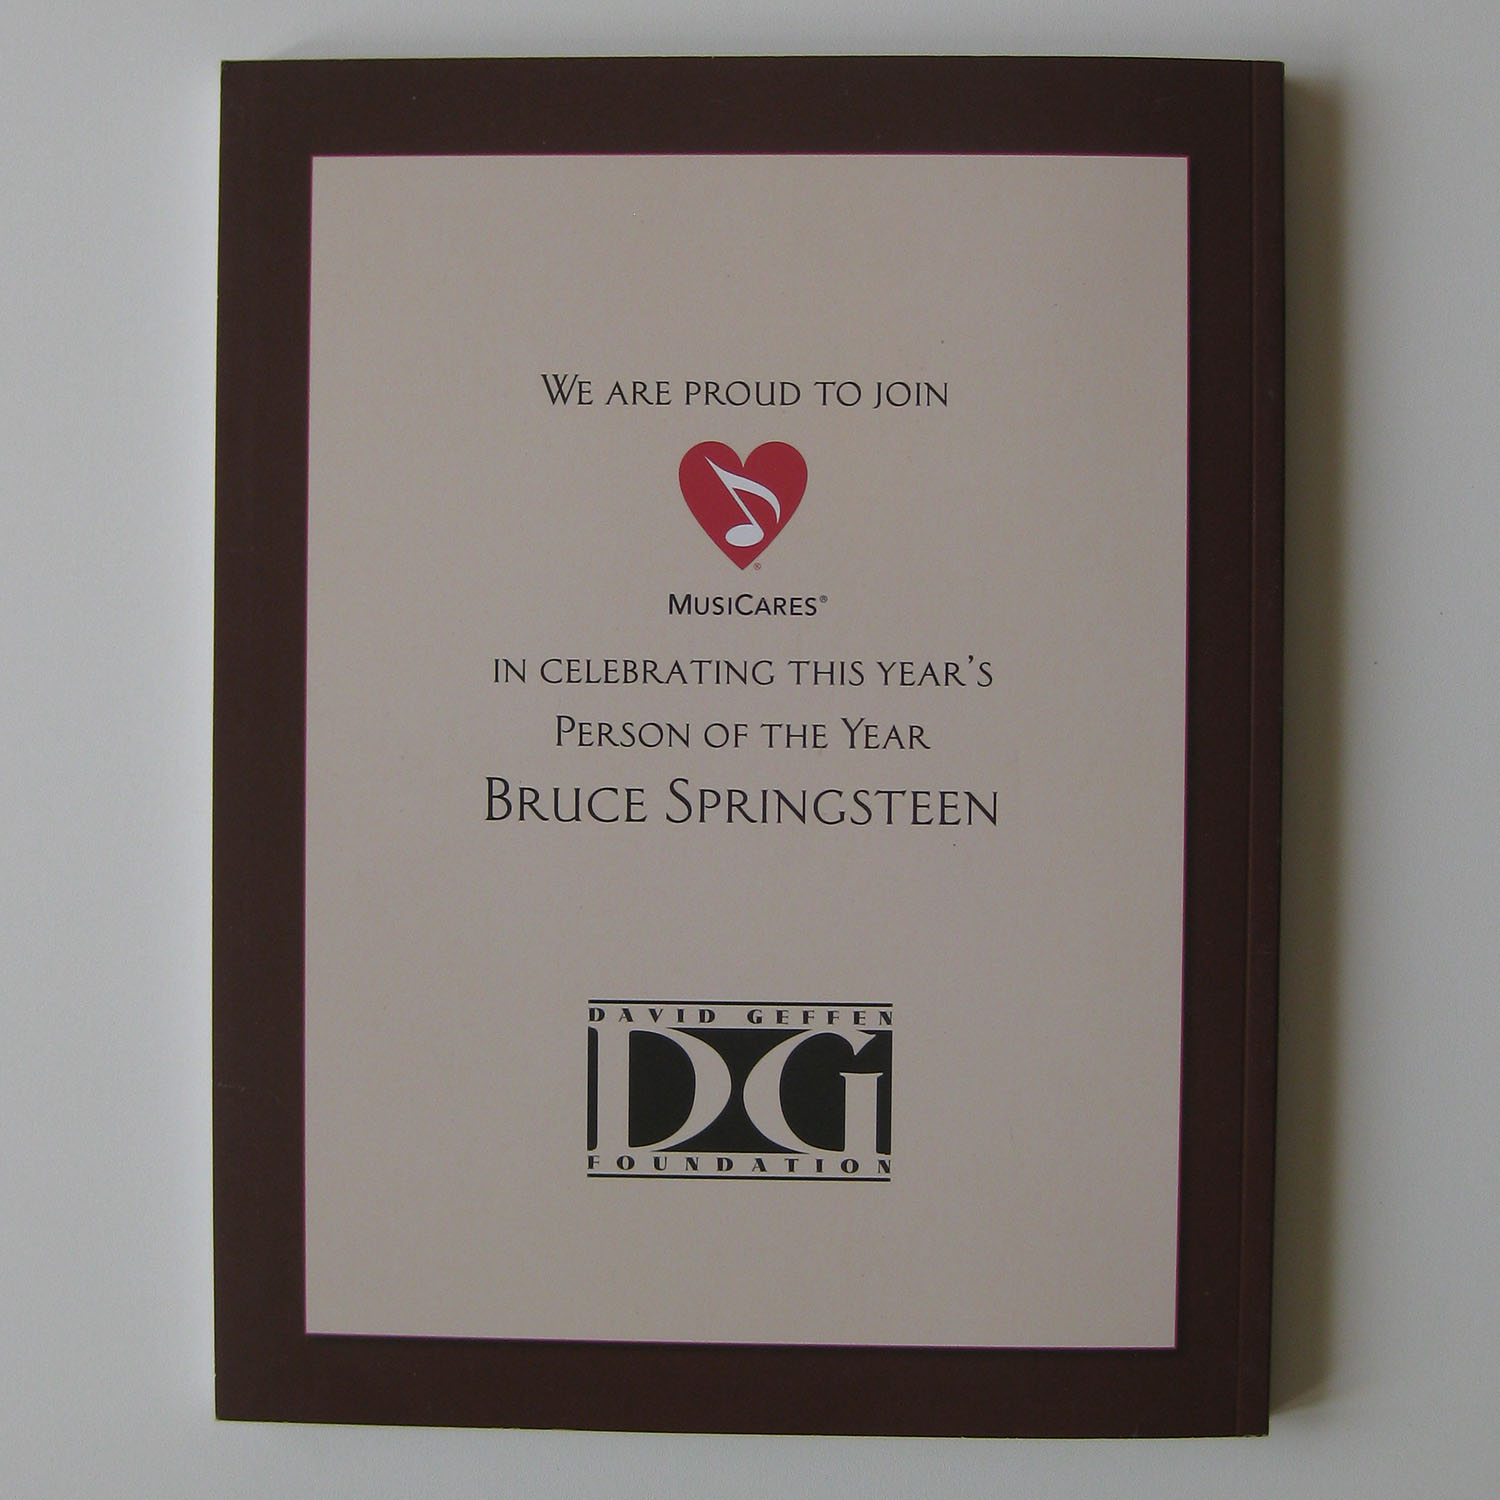 We are proud to join
®
MusiCares®
in celebrating this year's
Person of the Year
Bruce Springsteen
DAVID GEFFEN
DG
FOUNDATION